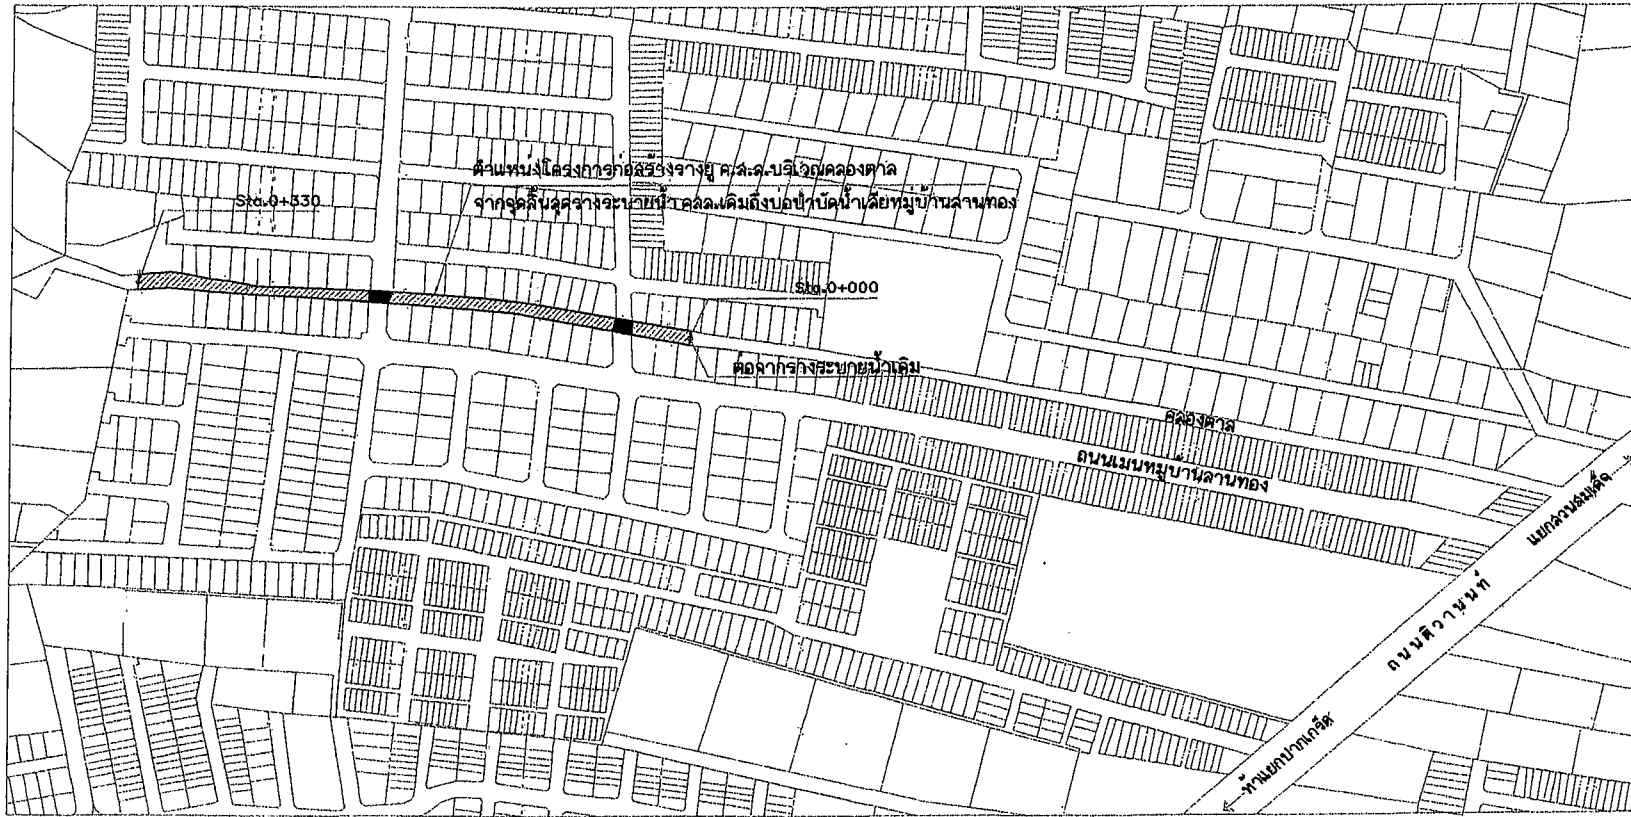 ตำแหน่งโครงการก่อสร้างรางยู ค.ส.ล.บริเวณคลองตาล
จากจุดสิ้นสุดรางระบายน้ำ คสล.เดิมถึงบ่อบำบัดน้ำเสียหมู่บ้านลานทอง
Sta.0+330
Sta.0+000
ต่อจากรางระบายน้ำเดิม
คลองตาล
ถนนเมนหมู่บ้านลานทอง
แยกสวนสมเด็จ
ถนนติวานนท์
ห้าแยกปากเกร็ด